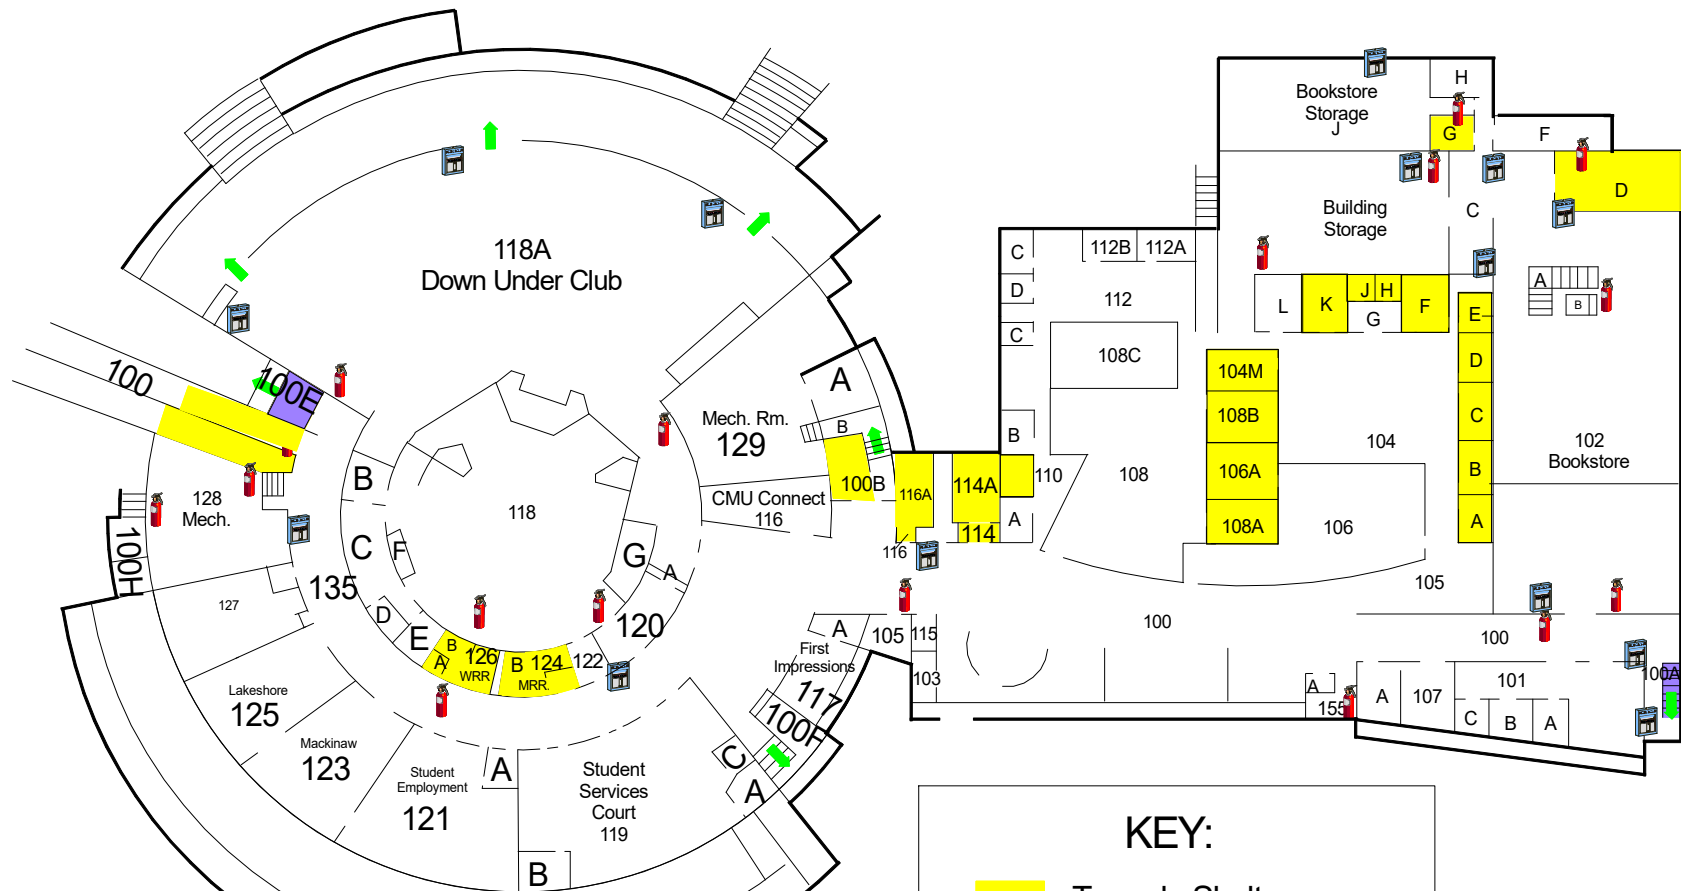 H
Bookstore
Storage
J
G
F
D
Building
Storage
C
118A
Down Under Club
C
112B
112A
D
112
C
L
K
J
H
G
F
E
A
B
108C
104M
D
100
100E
A
B
Mech. Rm.
129
108B
C
104
102
Bookstore
B
B
100B
CMU Connect
116
116A
114A
110
108
106A
B
128
Mech.
118
A
114
108A
106
A
116
100H
C
F
G
A
135
127
D
E
120
105
B
A
126
WRR
B
124
MRR.
122
A
First
Impressions
105
115
100
100
103
117
100F
Lakeshore
125
Mackinaw
123
Student
Employment
121
A
Student
Services
Court
119
C
A
B
A
155
A
107
101
C
B
A
100A
KEY: